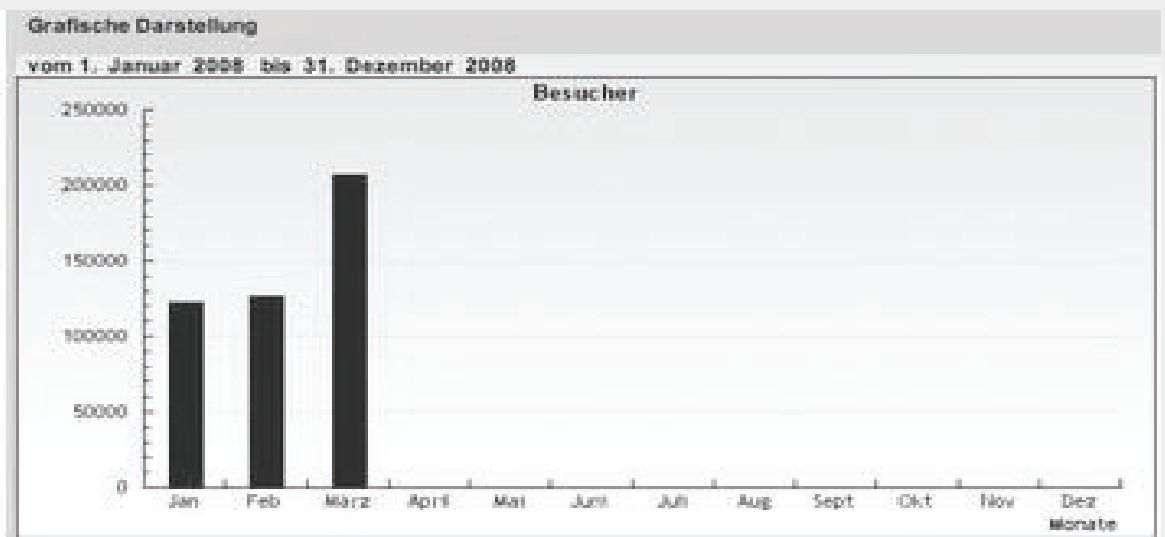 Grafische Darstellung
vom 1. Januar 2008 bis 31. Dezember 2008
Besucher
250000
200000
150000
100000
50000
0
Jan Feb März April Mai Juni Juli Aug Sept Okt Nov Dez
Monate